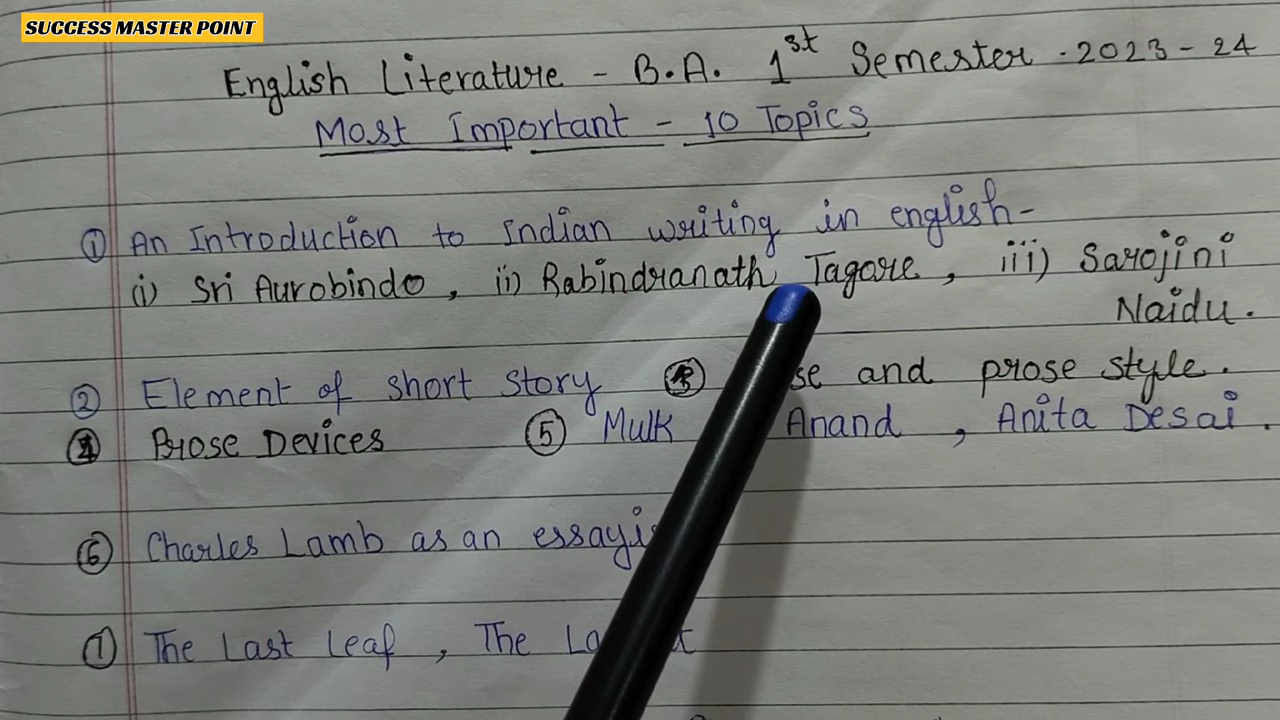 SUCCESS MASTER POINT
English Literature - B.A. 1st Semester - 2023-24
Most Important - 10 Topics
① An Introduction to Indian writing in english-
(i) Sri Aurobindo, ii) Rabindranath Tagore, iii) Sarojini
Naidu.
② Element of short story ③ and prose style.
④ Prose Devices ⑤ Mulk Anand, Anita Desai.
⑥ Charles Lamb as an
⑦ The Last Leaf, The